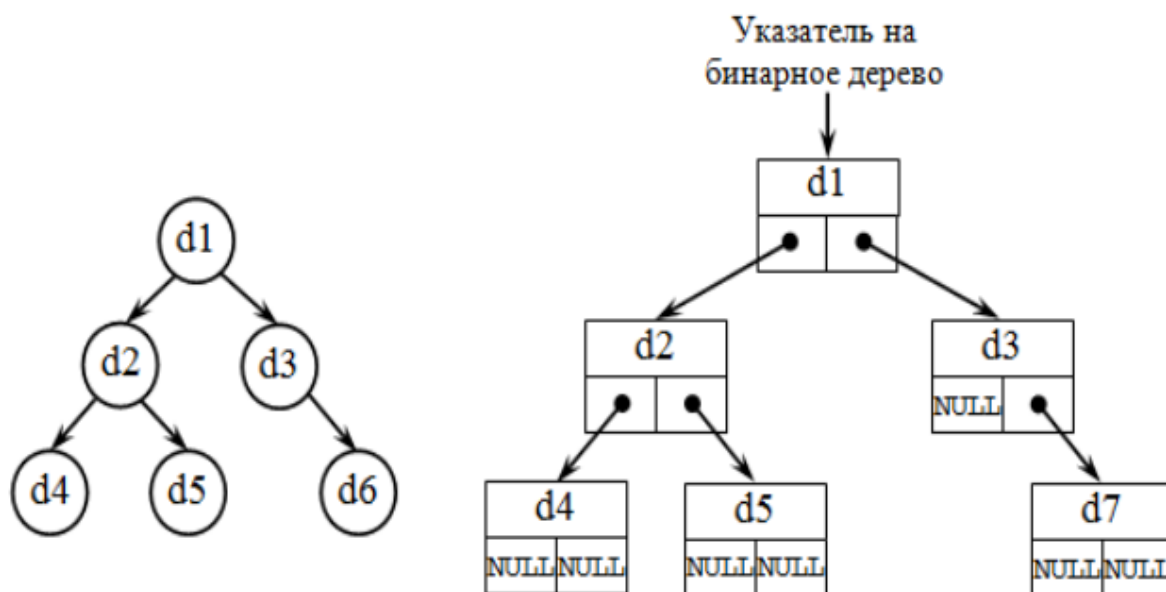 d1
d2
d3
d4
d5
d6
Указатель на
бинарное дерево
d1
d2
d3
NULL
d4
d5
d7
NULL NULL
NULL NULL
NULL NULL